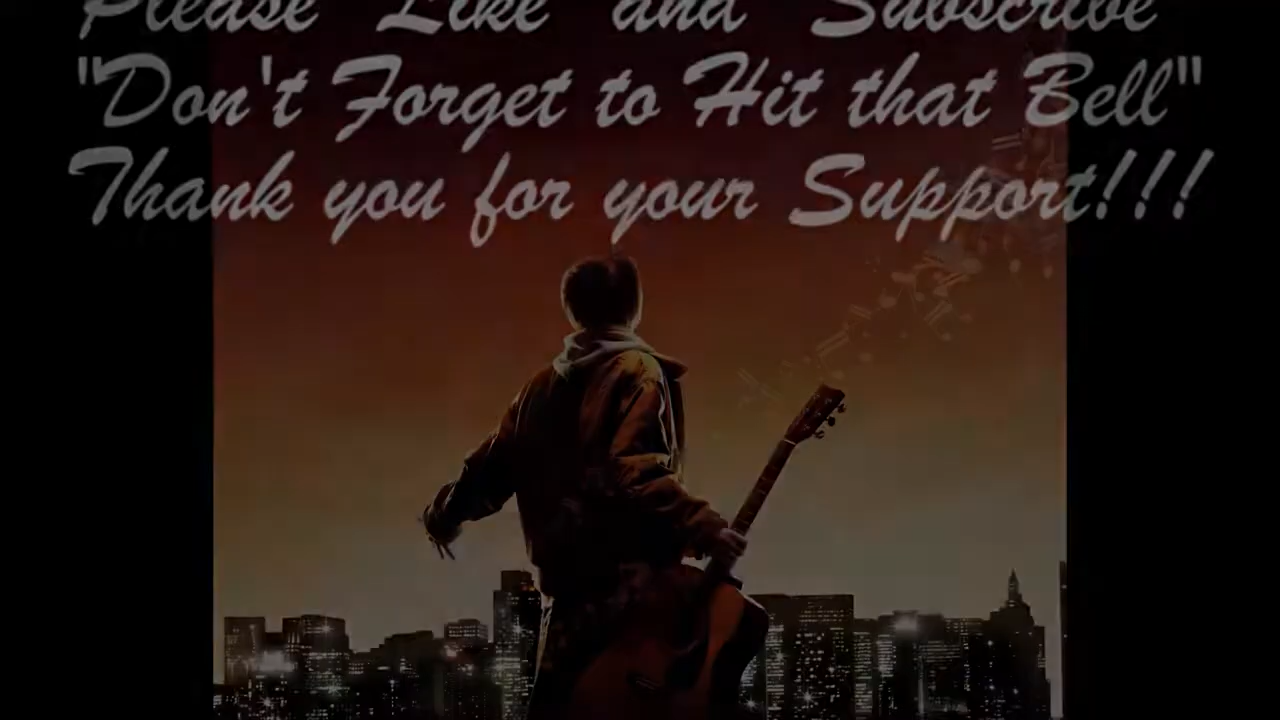 Please "Like" and "Subscribe"
"Don't Forget to Hit that Bell"
Thank you for your Support!!!